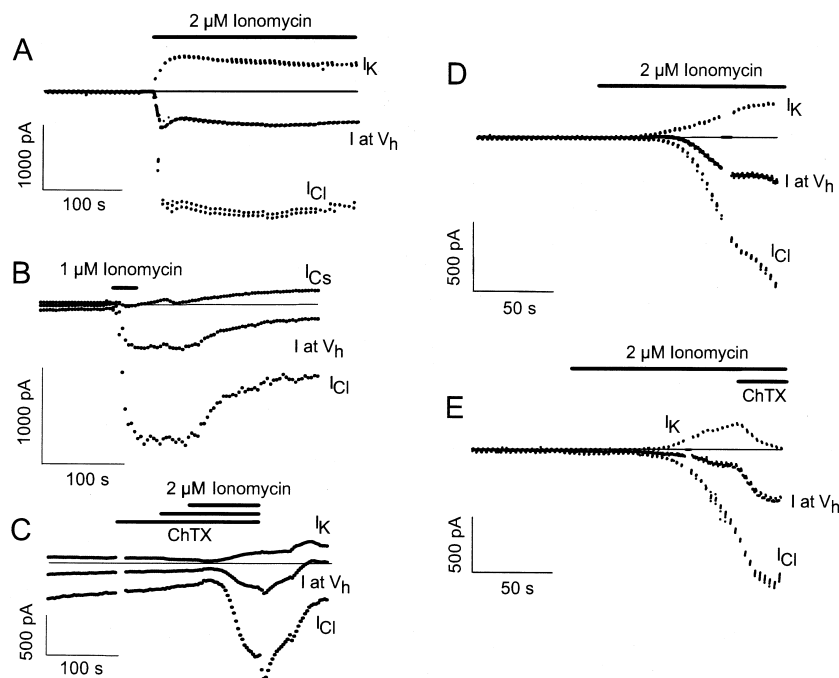 A
2 µM Ionomycin
I_K
I at V_h
I_Cl
1000 pA
100 s
B
1 µM Ionomycin
I_Cs
I at V_h
I_Cl
1000 pA
100 s
C
2 µM Ionomycin
ChTX
I_K
I at V_h
I_Cl
500 pA
100 s
D
2 µM Ionomycin
I_K
I at V_h
I_Cl
500 pA
50 s
E
2 µM Ionomycin
ChTX
I_K
I at V_h
I_Cl
500 pA
50 s